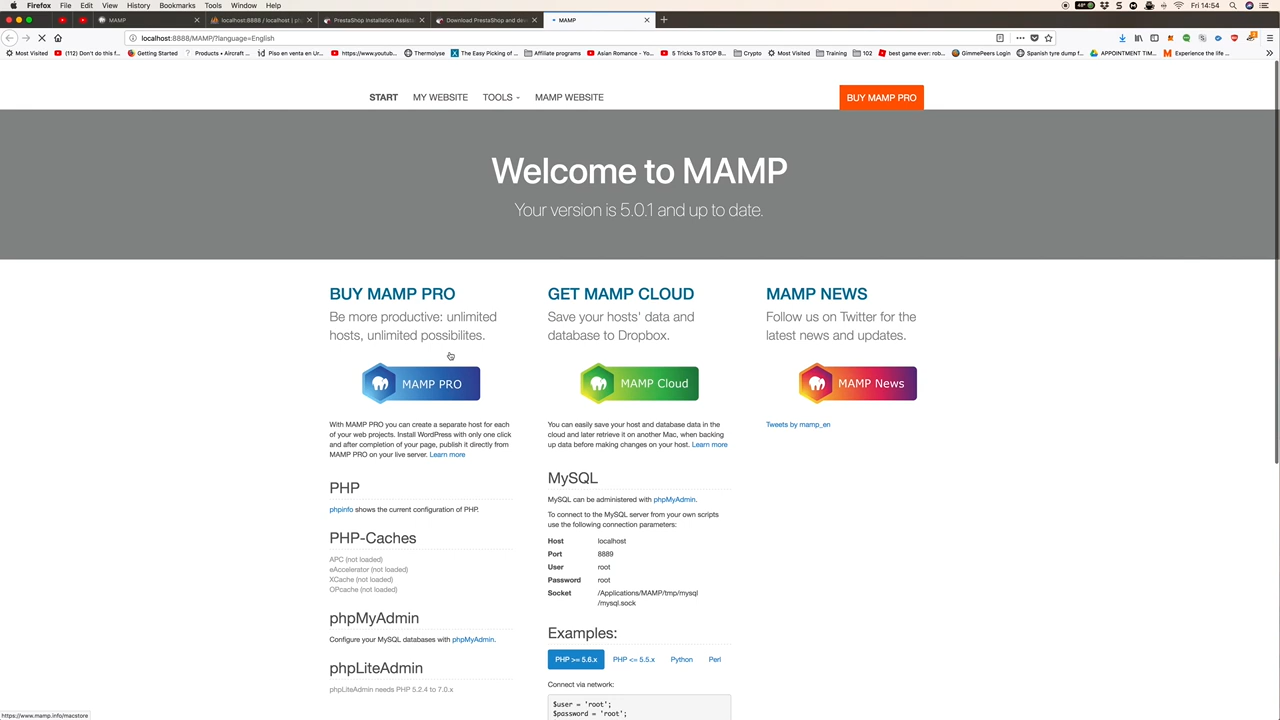 Firefox File Edit View History Bookmarks Tools Window Help
48° Fri 14:54
MAMP
localhost:8888 / localhost | ph
PrestaShop Installation Assista
Download PrestaShop and de
MAMP
localhost:8888/MAMP/?language=English
Most Visited
(112) Don't do this f...
Getting Started
Products • Aircraft ...
Piso en venta en Ur...
https://www.youtub...
Thermolyse
The Easy Picking of ...
Affiliate programs
Asian Romance - Yo...
5 Tricks To STOP B...
Crypto
Most Visited
Training
102
best game ever: rob...
GimmePeers Login
Spanish tyre dump f...
APPOINTMENT TIM...
Experience the life ...
START MY WEBSITE TOOLS MAMP WEBSITE BUY MAMP PRO
Welcome to MAMP
Your version is 5.0.1 and up to date.
BUY MAMP PRO
Be more productive: unlimited
hosts, unlimited possibilites.
MAMP PRO
With MAMP PRO you can create a separate host for each
of your web projects. Install WordPress with only one click
and after completion of your page, publish it directly from
MAMP PRO on your live server. Learn more
GET MAMP CLOUD
Save your hosts' data and
database to Dropbox.
MAMP Cloud
You can easily save your host and database data in the
cloud and later retrieve it on another Mac, when backing
up data before making changes on your host. Learn more
MAMP NEWS
Follow us on Twitter for the
latest news and updates.
MAMP News
Tweets by mamp_en
PHP
phpinfo shows the current configuration of PHP.
PHP-Caches
APC (not loaded)
eAccelerator (not loaded)
XCache (not loaded)
OPcache (not loaded)
phpMyAdmin
Configure your MySQL databases with phpMyAdmin.
phpLiteAdmin
phpLiteAdmin needs PHP 5.2.4 to 7.0.x
MySQL
MySQL can be administered with phpMyAdmin.
To connect to the MySQL server from your own scripts
use the following connection parameters:
Host localhost
Port 8889
User root
Password root
Socket /Applications/MAMP/tmp/mysql
/mysql.sock
Examples:
PHP >= 5.6.x PHP <= 5.5.x Python Perl
Connect via network:
$user = 'root';
$password = 'root';
https://www.mamp.info/macstore